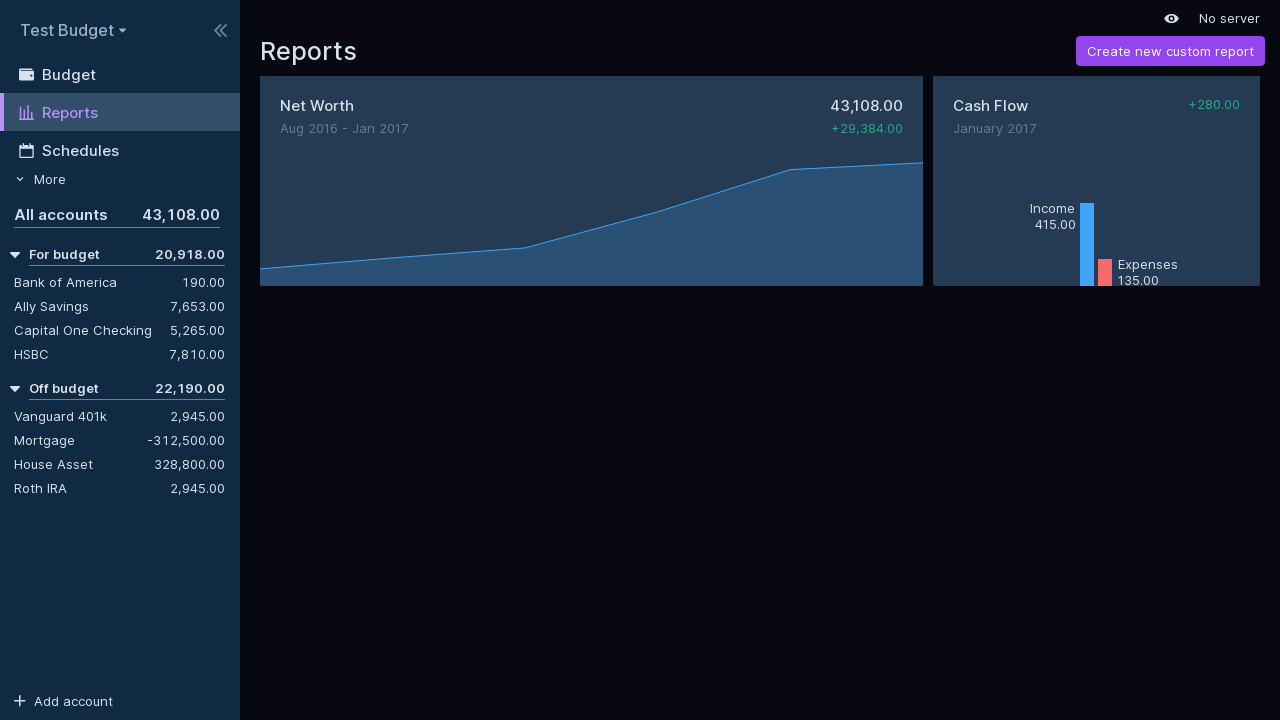 Test Budget
Budget
Reports
Schedules
More
All accounts 43,108.00
For budget 20,918.00
Bank of America 190.00
Ally Savings 7,653.00
Capital One Checking 5,265.00
HSBC 7,810.00
Off budget 22,190.00
Vanguard 401k 2,945.00
Mortgage -312,500.00
House Asset 328,800.00
Roth IRA 2,945.00
Add account
No server
Reports
Create new custom report
Net Worth 43,108.00
Aug 2016 - Jan 2017 +29,384.00
Cash Flow +280.00
January 2017
Income
415.00
Expenses
135.00